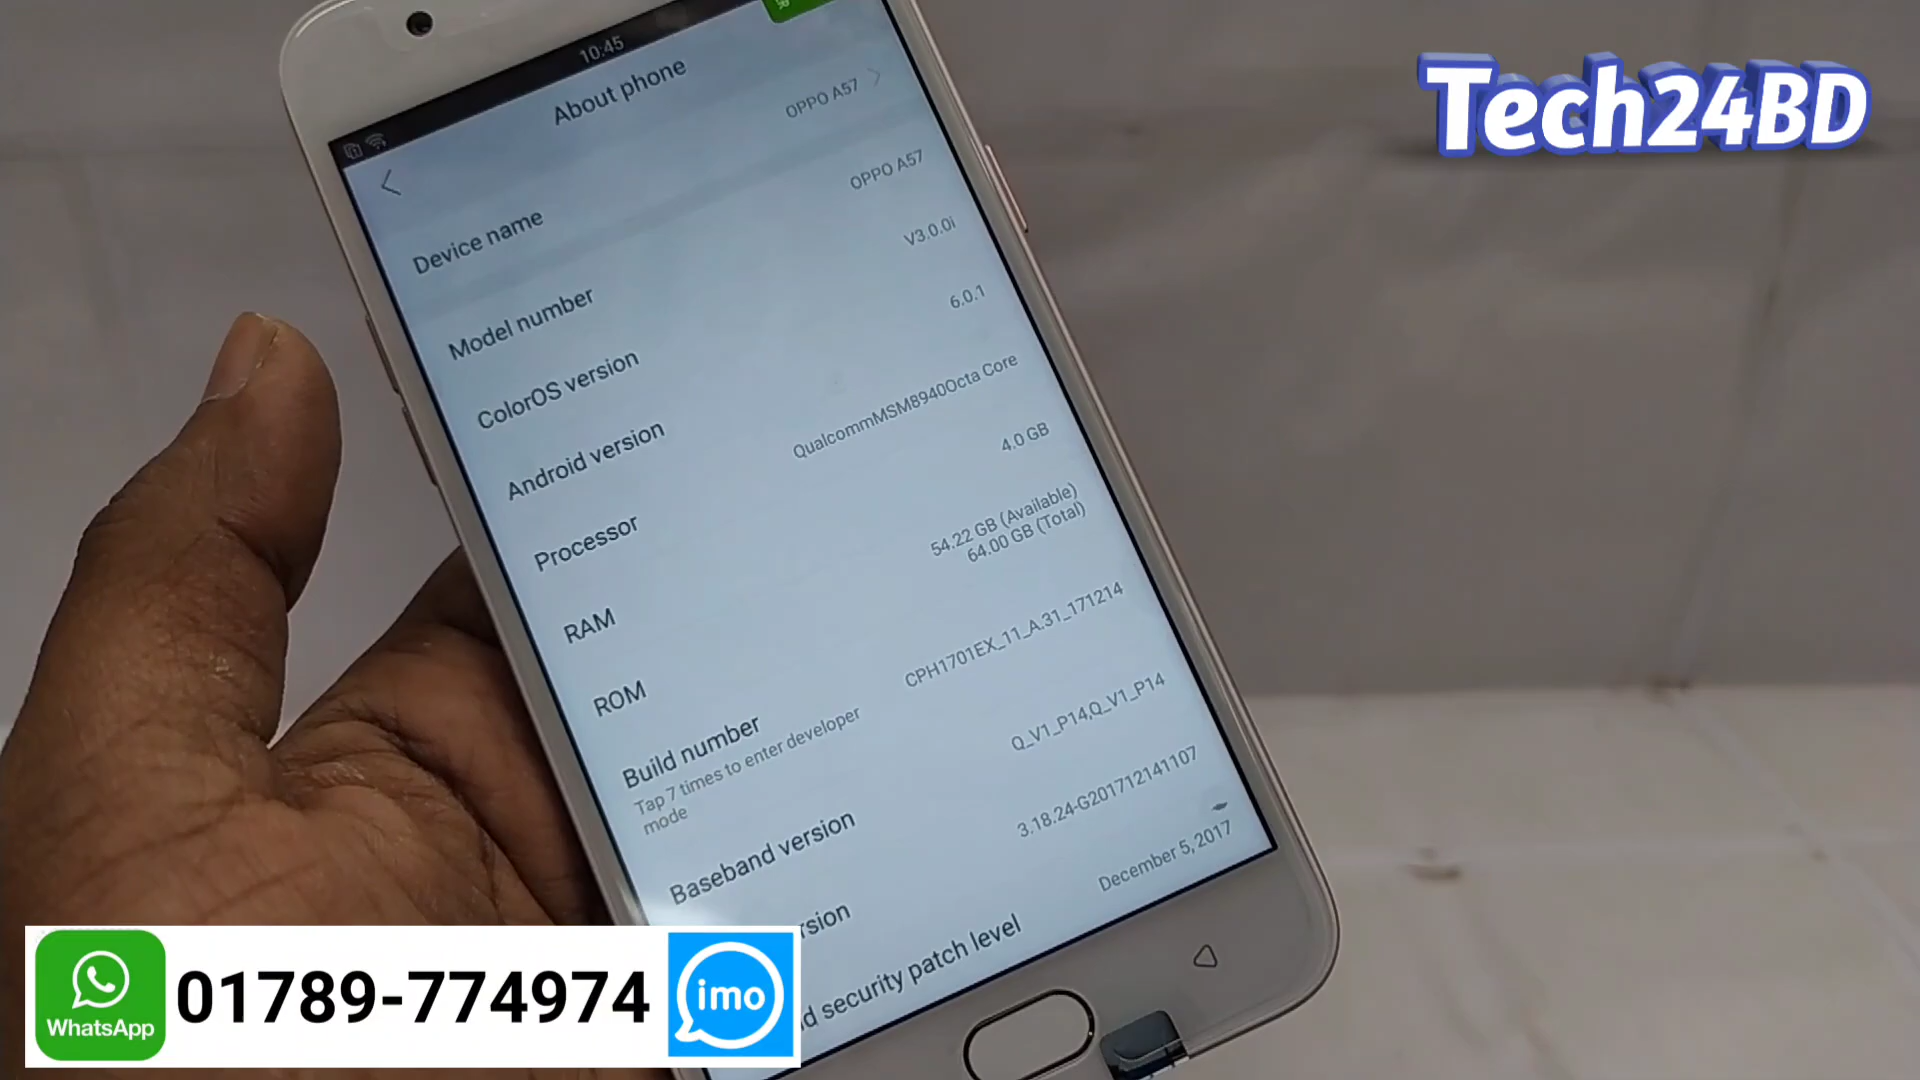 Tech24BD
10:45
About phone
Device name OPPO A57
Model number OPPO A57
ColorOS version V3.0.0i
Android version 6.0.1
Processor QualcommMSM8940Octa Core
RAM 4.0 GB
ROM 54.22 GB (Available)
64.00 GB (Total)
Build number CPH1701EX_11_A.31_171214
Tap 7 times to enter developer
mode
Baseband version Q_V1_P14,Q_V1_P14
rsion 3.18.24-G201712141107
d security patch level December 5, 2017
WhatsApp 01789-774974 imo